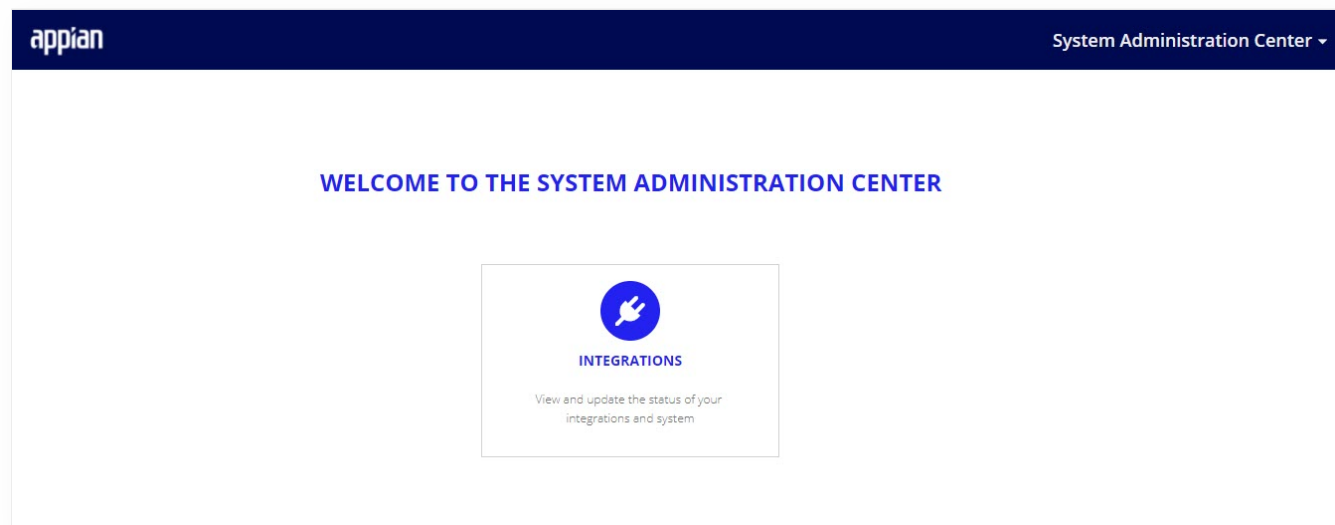 appian
System Administration Center
WELCOME TO THE SYSTEM ADMINISTRATION CENTER
INTEGRATIONS
View and update the status of your
integrations and system